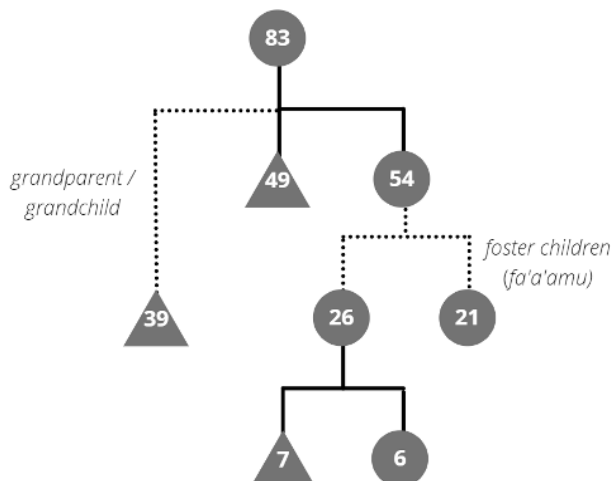 83
grandparent /
grandchild
49
54
foster children
(fa'a'amu)
39
26
21
7
6